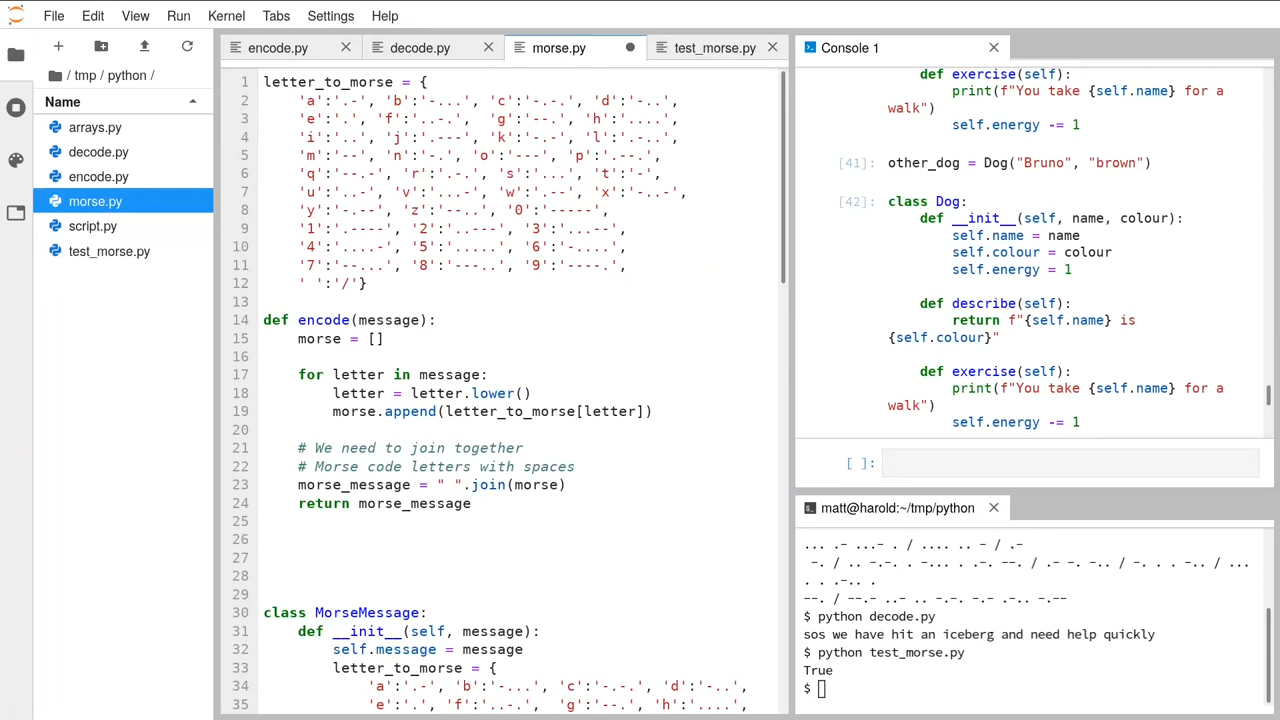 File Edit View Run Kernel Tabs Settings Help
/ tmp / python /
Name
arrays.py
decode.py
encode.py
morse.py
script.py
test_morse.py
encode.py decode.py morse.py test_morse.py
1 letter_to_morse = {
2 'a':'.-', 'b':'-...', 'c':'-.-.', 'd':'-..',
3 'e':'.', 'f':'..-.', 'g':'--.', 'h':'....',
4 'i':'..', 'j':'.---', 'k':'-.-', 'l':'.-..',
5 'm':'--', 'n':'-.', 'o':'---', 'p':'.--.',
6 'q':'--.-', 'r':'.-.', 's':'...', 't':'-',
7 'u':'..-', 'v':'...-', 'w':'.--', 'x':'-..-',
8 'y':'-.--', 'z':'--..', '0':'-----',
9 '1':'.----', '2':'..---', '3':'...--',
10 '4':'....-', '5':'.....', '6':'-....',
11 '7':'--...', '8':'---..', '9':'----.',
12 ' ':'/'}
13
14 def encode(message):
15 morse = []
16
17 for letter in message:
18 letter = letter.lower()
19 morse.append(letter_to_morse[letter])
20
21 # We need to join together
22 # Morse code letters with spaces
23 morse_message = " ".join(morse)
24 return morse_message
25
26
27
28
29
30 class MorseMessage:
31 def __init__(self, message):
32 self.message = message
33 letter_to_morse = {
34 'a':'.-', 'b':'-...', 'c':'-.-.', 'd':'-..',
35 'e':'.', 'f':'..-.', 'g':'--.', 'h':'....',
Console 1
def exercise(self):
print(f"You take {self.name} for a
walk")
self.energy -= 1
[41]: other_dog = Dog("Bruno", "brown")
[42]: class Dog:
def __init__(self, name, colour):
self.name = name
self.colour = colour
self.energy = 1
def describe(self):
return f"{self.name} is
{self.colour}"
def exercise(self):
print(f"You take {self.name} for a
walk")
self.energy -= 1
[ ]:
matt@harold:~/tmp/python
... .- ...- . / .... .. - / .-
-. / .. -.-. . -... . .-. --. / .- -. -.. / -. . . -.. / ...
. . .-.. .
--. / --.- ..- .. -.-. -.- .-.. -.--
$ python decode.py
sos we have hit an iceberg and need help quickly
$ python test_morse.py
True
$